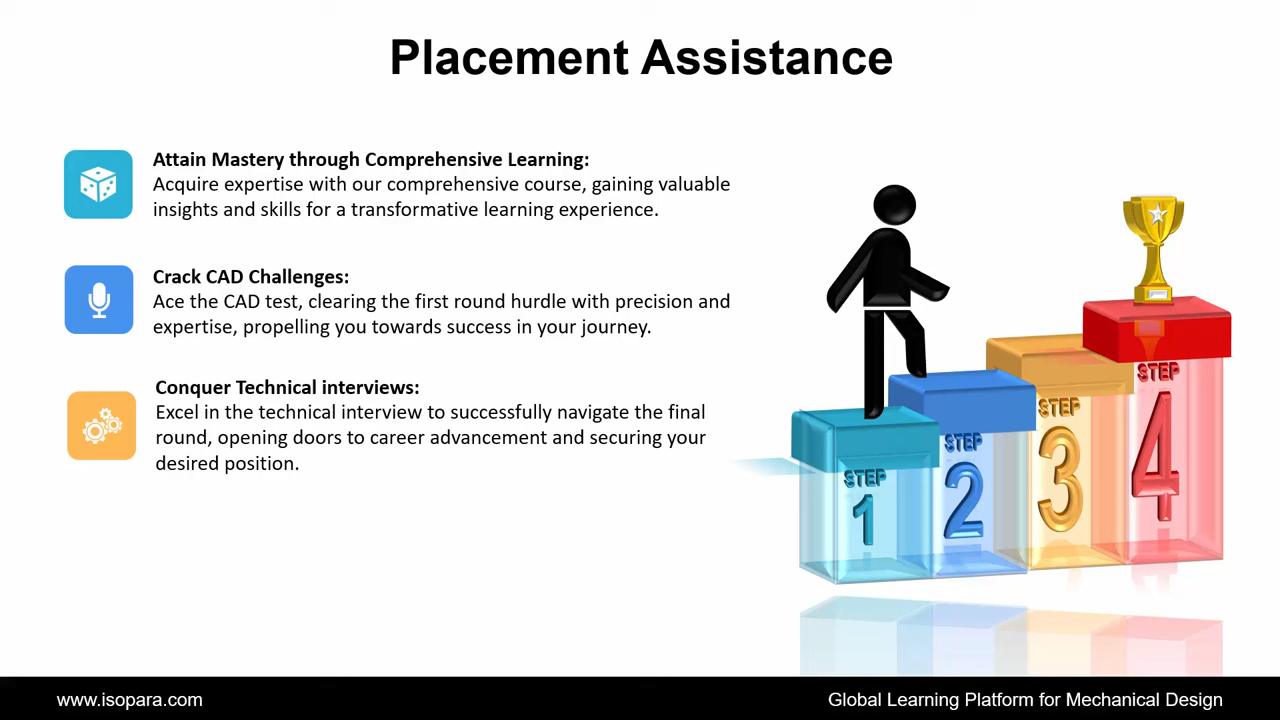 Placement Assistance
Attain Mastery through Comprehensive Learning:
Acquire expertise with our comprehensive course, gaining valuable
insights and skills for a transformative learning experience.
Crack CAD Challenges:
Ace the CAD test, clearing the first round hurdle with precision and
expertise, propelling you towards success in your journey.
Conquer Technical interviews:
Excel in the technical interview to successfully navigate the final
round, opening doors to career advancement and securing your
desired position.
STEP
1
STEP
2
STEP
3
STEP
4
www.isopara.com
Global Learning Platform for Mechanical Design